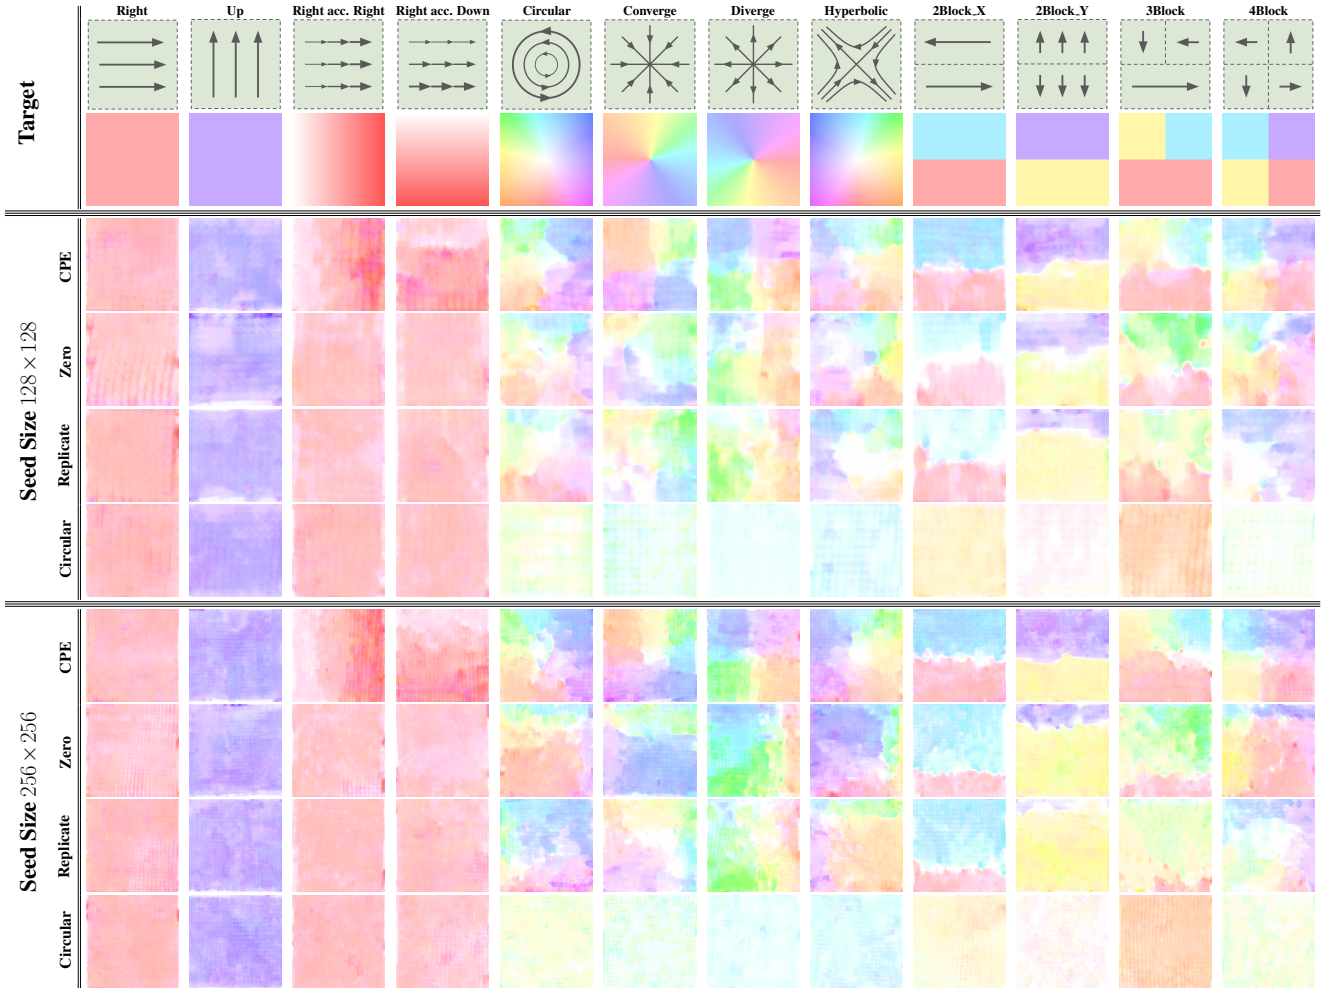 Right Up Right acc. Right Right acc. Down Circular Converge Diverge Hyperbolic 2Block_X 2Block_Y 3Block 4Block
Target
Seed Size 128×128
CPE
Zero
Replicate
Circular
Seed Size 256×256
CPE
Zero
Replicate
Circular